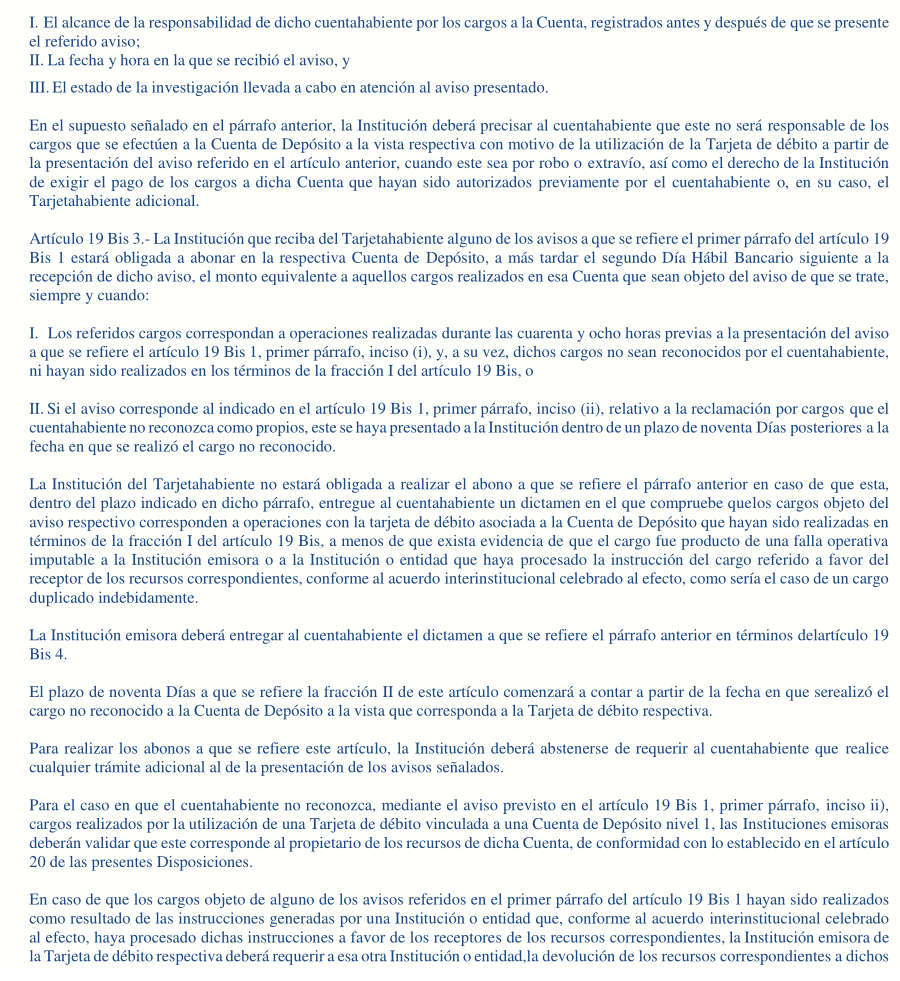 I. El alcance de la responsabilidad de dicho cuentahabiente por los cargos a la Cuenta, registrados antes y después de que se presente
el referido aviso;
II. La fecha y hora en la que se recibió el aviso, y
III. El estado de la investigación llevada a cabo en atención al aviso presentado.
En el supuesto señalado en el párrafo anterior, la Institución deberá precisar al cuentahabiente que este no será responsable de los
cargos que se efectúen a la Cuenta de Depósito a la vista respectiva con motivo de la utilización de la Tarjeta de débito a partir de
la presentación del aviso referido en el artículo anterior, cuando este sea por robo o extravío, así como el derecho de la Institución
de exigir el pago de los cargos a dicha Cuenta que hayan sido autorizados previamente por el cuentahabiente o, en su caso, el
Tarjetahabiente adicional.
Artículo 19 Bis 3.- La Institución que reciba del Tarjetahabiente alguno de los avisos a que se refiere el primer párrafo del artículo 19
Bis 1 estará obligada a abonar en la respectiva Cuenta de Depósito, a más tardar el segundo Día Hábil Bancario siguiente a la
recepción de dicho aviso, el monto equivalente a aquellos cargos realizados en esa Cuenta que sean objeto del aviso de que se trate,
siempre y cuando:
I. Los referidos cargos correspondan a operaciones realizadas durante las cuarenta y ocho horas previas a la presentación del aviso
a que se refiere el artículo 19 Bis 1, primer párrafo, inciso (i), y, a su vez, dichos cargos no sean reconocidos por el cuentahabiente,
ni hayan sido realizados en los términos de la fracción I del artículo 19 Bis, o
II. Si el aviso corresponde al indicado en el artículo 19 Bis 1, primer párrafo, inciso (ii), relativo a la reclamación por cargos que el
cuentahabiente no reconozca como propios, este se haya presentado a la Institución dentro de un plazo de noventa Días posteriores a la
fecha en que se realizó el cargo no reconocido.
La Institución del Tarjetahabiente no estará obligada a realizar el abono a que se refiere el párrafo anterior en caso de que esta,
dentro del plazo indicado en dicho párrafo, entregue al cuentahabiente un dictamen en el que compruebe quelos cargos objeto del
aviso respectivo corresponden a operaciones con la tarjeta de débito asociada a la Cuenta de Depósito que hayan sido realizadas en
términos de la fracción I del artículo 19 Bis, a menos de que exista evidencia de que el cargo fue producto de una falla operativa
imputable a la Institución emisora o a la Institución o entidad que haya procesado la instrucción del cargo referido a favor del
receptor de los recursos correspondientes, conforme al acuerdo interinstitucional celebrado al efecto, como sería el caso de un cargo
duplicado indebidamente.
La Institución emisora deberá entregar al cuentahabiente el dictamen a que se refiere el párrafo anterior en términos delartículo 19
Bis 4.
El plazo de noventa Días a que se refiere la fracción II de este artículo comenzará a contar a partir de la fecha en que serealizó el
cargo no reconocido a la Cuenta de Depósito a la vista que corresponda a la Tarjeta de débito respectiva.
Para realizar los abonos a que se refiere este artículo, la Institución deberá abstenerse de requerir al cuentahabiente que realice
cualquier trámite adicional al de la presentación de los avisos señalados.
Para el caso en que el cuentahabiente no reconozca, mediante el aviso previsto en el artículo 19 Bis 1, primer párrafo, inciso ii),
cargos realizados por la utilización de una Tarjeta de débito vinculada a una Cuenta de Depósito nivel 1, las Instituciones emisoras
deberán validar que este corresponde al propietario de los recursos de dicha Cuenta, de conformidad con lo establecido en el artículo
20 de las presentes Disposiciones.
En caso de que los cargos objeto de alguno de los avisos referidos en el primer párrafo del artículo 19 Bis 1 hayan sido realizados
como resultado de las instrucciones generadas por una Institución o entidad que, conforme al acuerdo interinstitucional celebrado
al efecto, haya procesado dichas instrucciones a favor de los receptores de los recursos correspondientes, la Institución emisora de
la Tarjeta de débito respectiva deberá requerir a esa otra Institución o entidad,la devolución de los recursos correspondientes a dichos